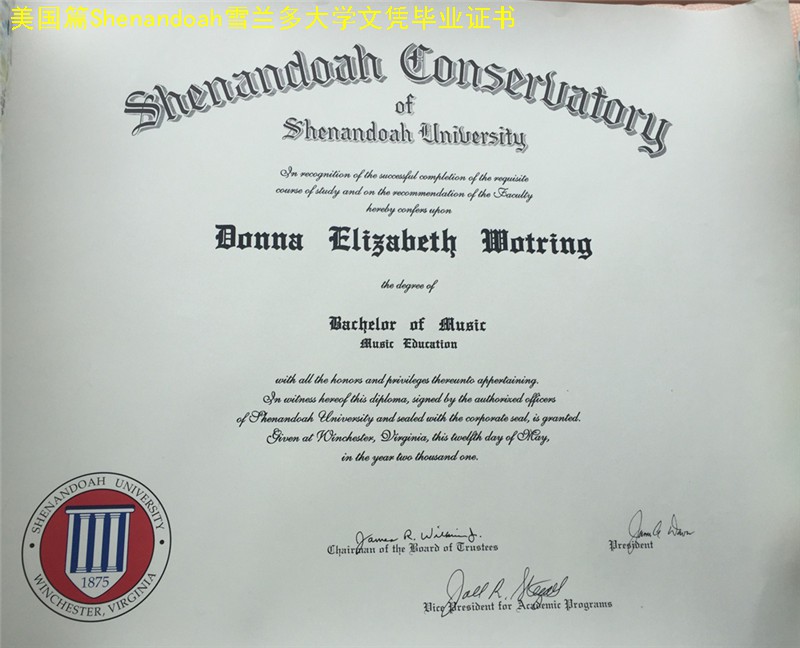 美国篇Shenandoah雪兰多大学文凭毕业证书
Shenandoah Conservatory
of
Shenandoah University
In recognition of the successful completion of the requisite
course of study and on the recommendation of the Faculty
hereby confers upon
Donna Elizabeth Wotring
the degree of
Bachelor of Music
Music Education
with all the honors and privileges thereunto appertaining.
In witness hereof this diploma, signed by the authorized officers
of Shenandoah University and sealed with the corporate seal, is granted.
Given at Winchester, Virginia, this twelfth day of May,
in the year two thousand one.
SHENANDOAH UNIVERSITY
1875
WINCHESTER, VIRGINIA
James R.
Chairman of the Board of Trustees
President
Vice President for Academic Programs